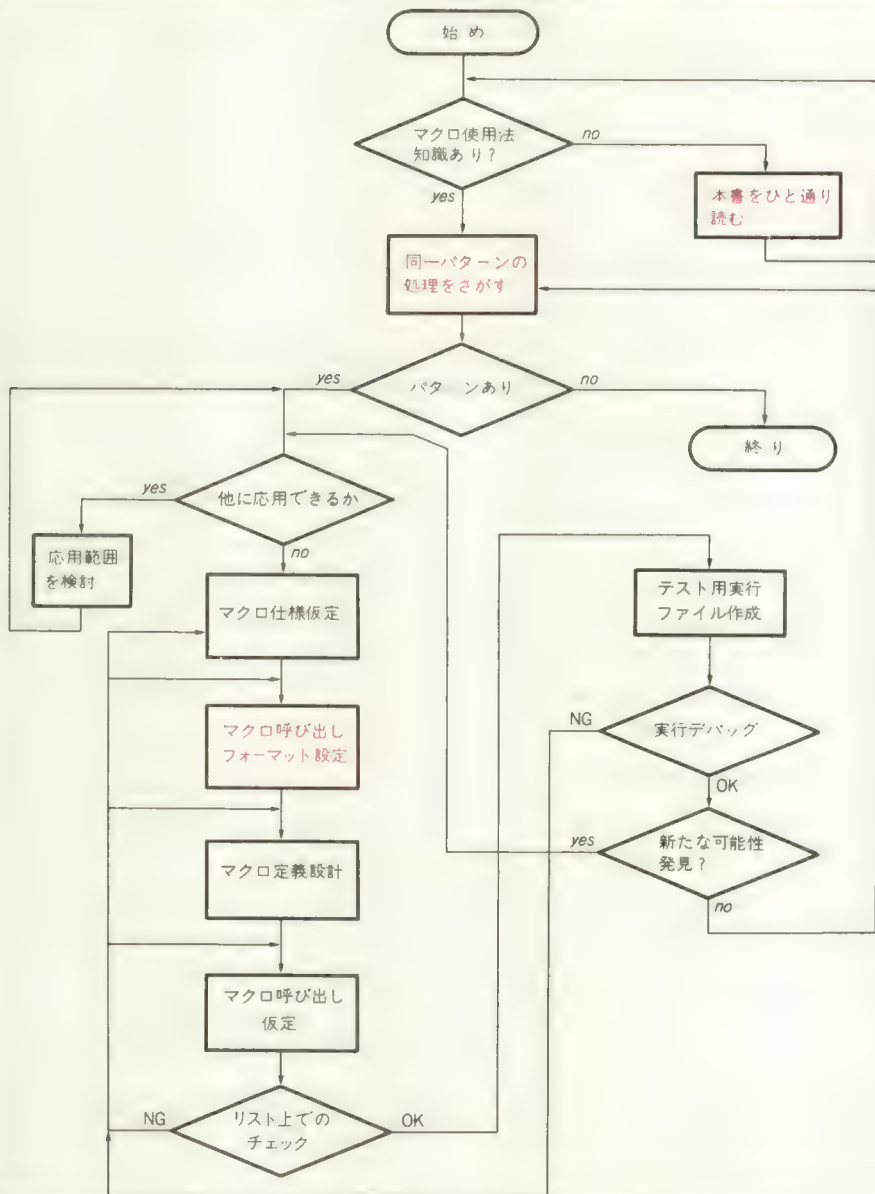 始め
マクロ使用法
知識あり？
no
yes
本書をひと通り
読む
同一パターンの
処理をさがす
yes
パターンあり
no
終り
yes
他に応用できるか
no
応用範囲
を検討
マクロ仕様仮定
テスト用実行
ファイル作成
マクロ呼び出し
フォーマット設定
NG
実行デバッグ
OK
マクロ定義設計
yes
新たな可能性
発見？
no
マクロ呼び出し
仮定
NG
リスト上での
チェック
OK